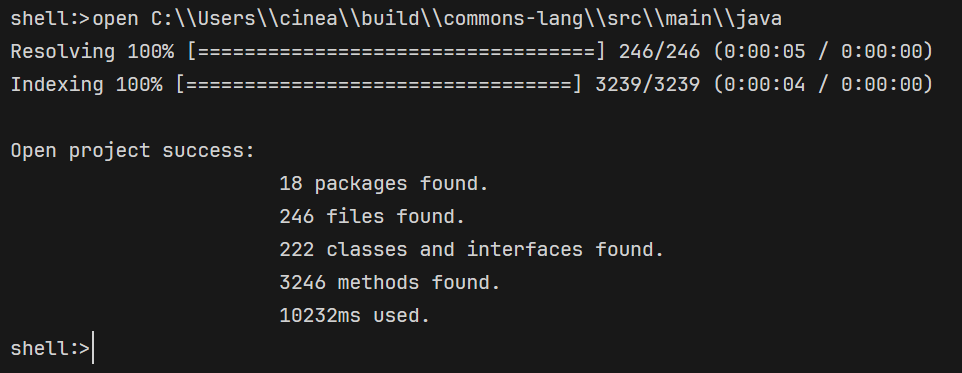 shell:>open C:\\Users\\cinea\\build\\commons-lang\\src\\main\\java
Resolving 100% [==================================] 246/246 (0:00:05 / 0:00:00)
Indexing 100% [=================================] 3239/3239 (0:00:04 / 0:00:00)
Open project success:
18 packages found.
246 files found.
222 classes and interfaces found.
3246 methods found.
10232ms used.
shell:>